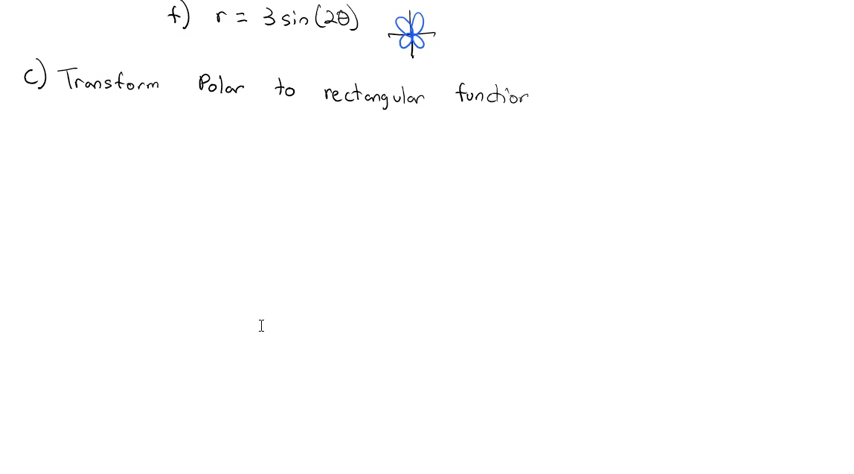 f) r = 3 sin(2θ)
c) Transform Polar to rectangular function